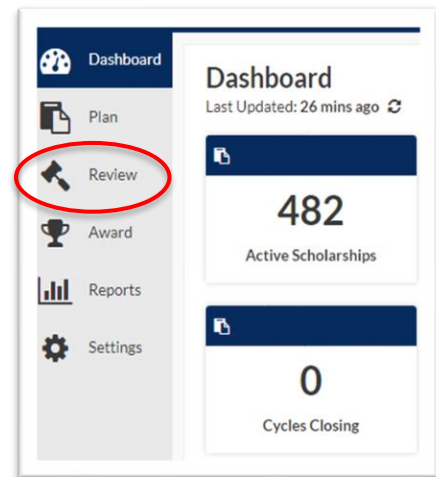 Dashboard
Plan
Review
Award
Reports
Settings
Dashboard
Last Updated: 26 mins ago
482
Active Scholarships
0
Cycles Closing